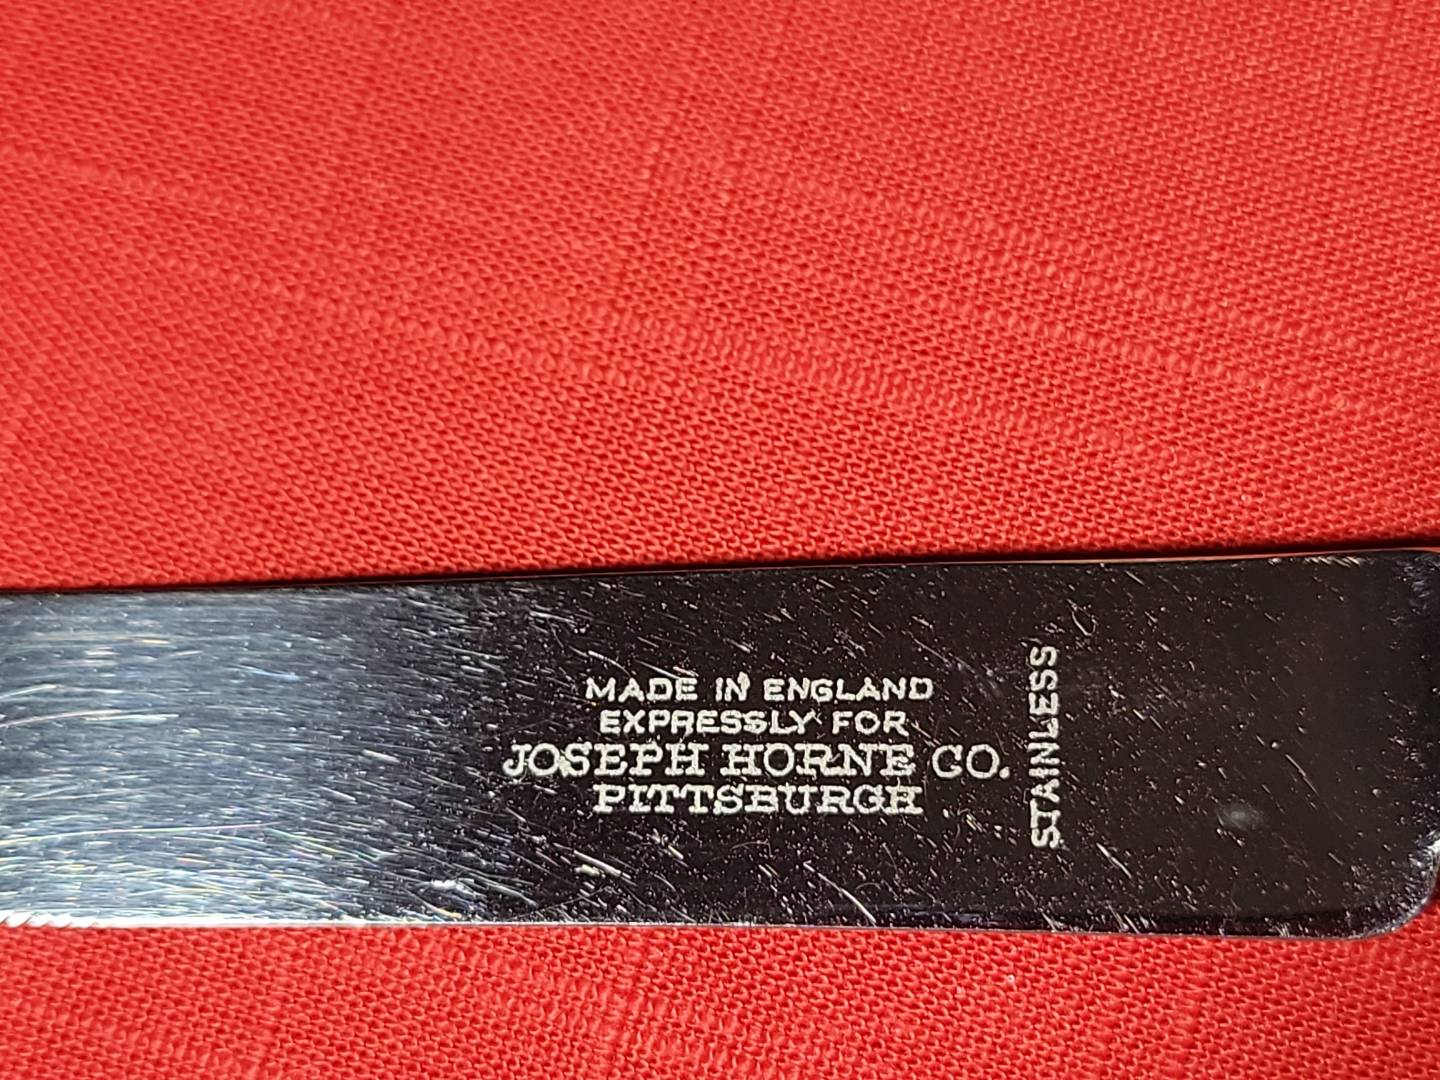 MADE IN ENGLAND
EXPRESSLY FOR
JOSEPH HORNE CO.
PITTSBURGH
STAINLESS